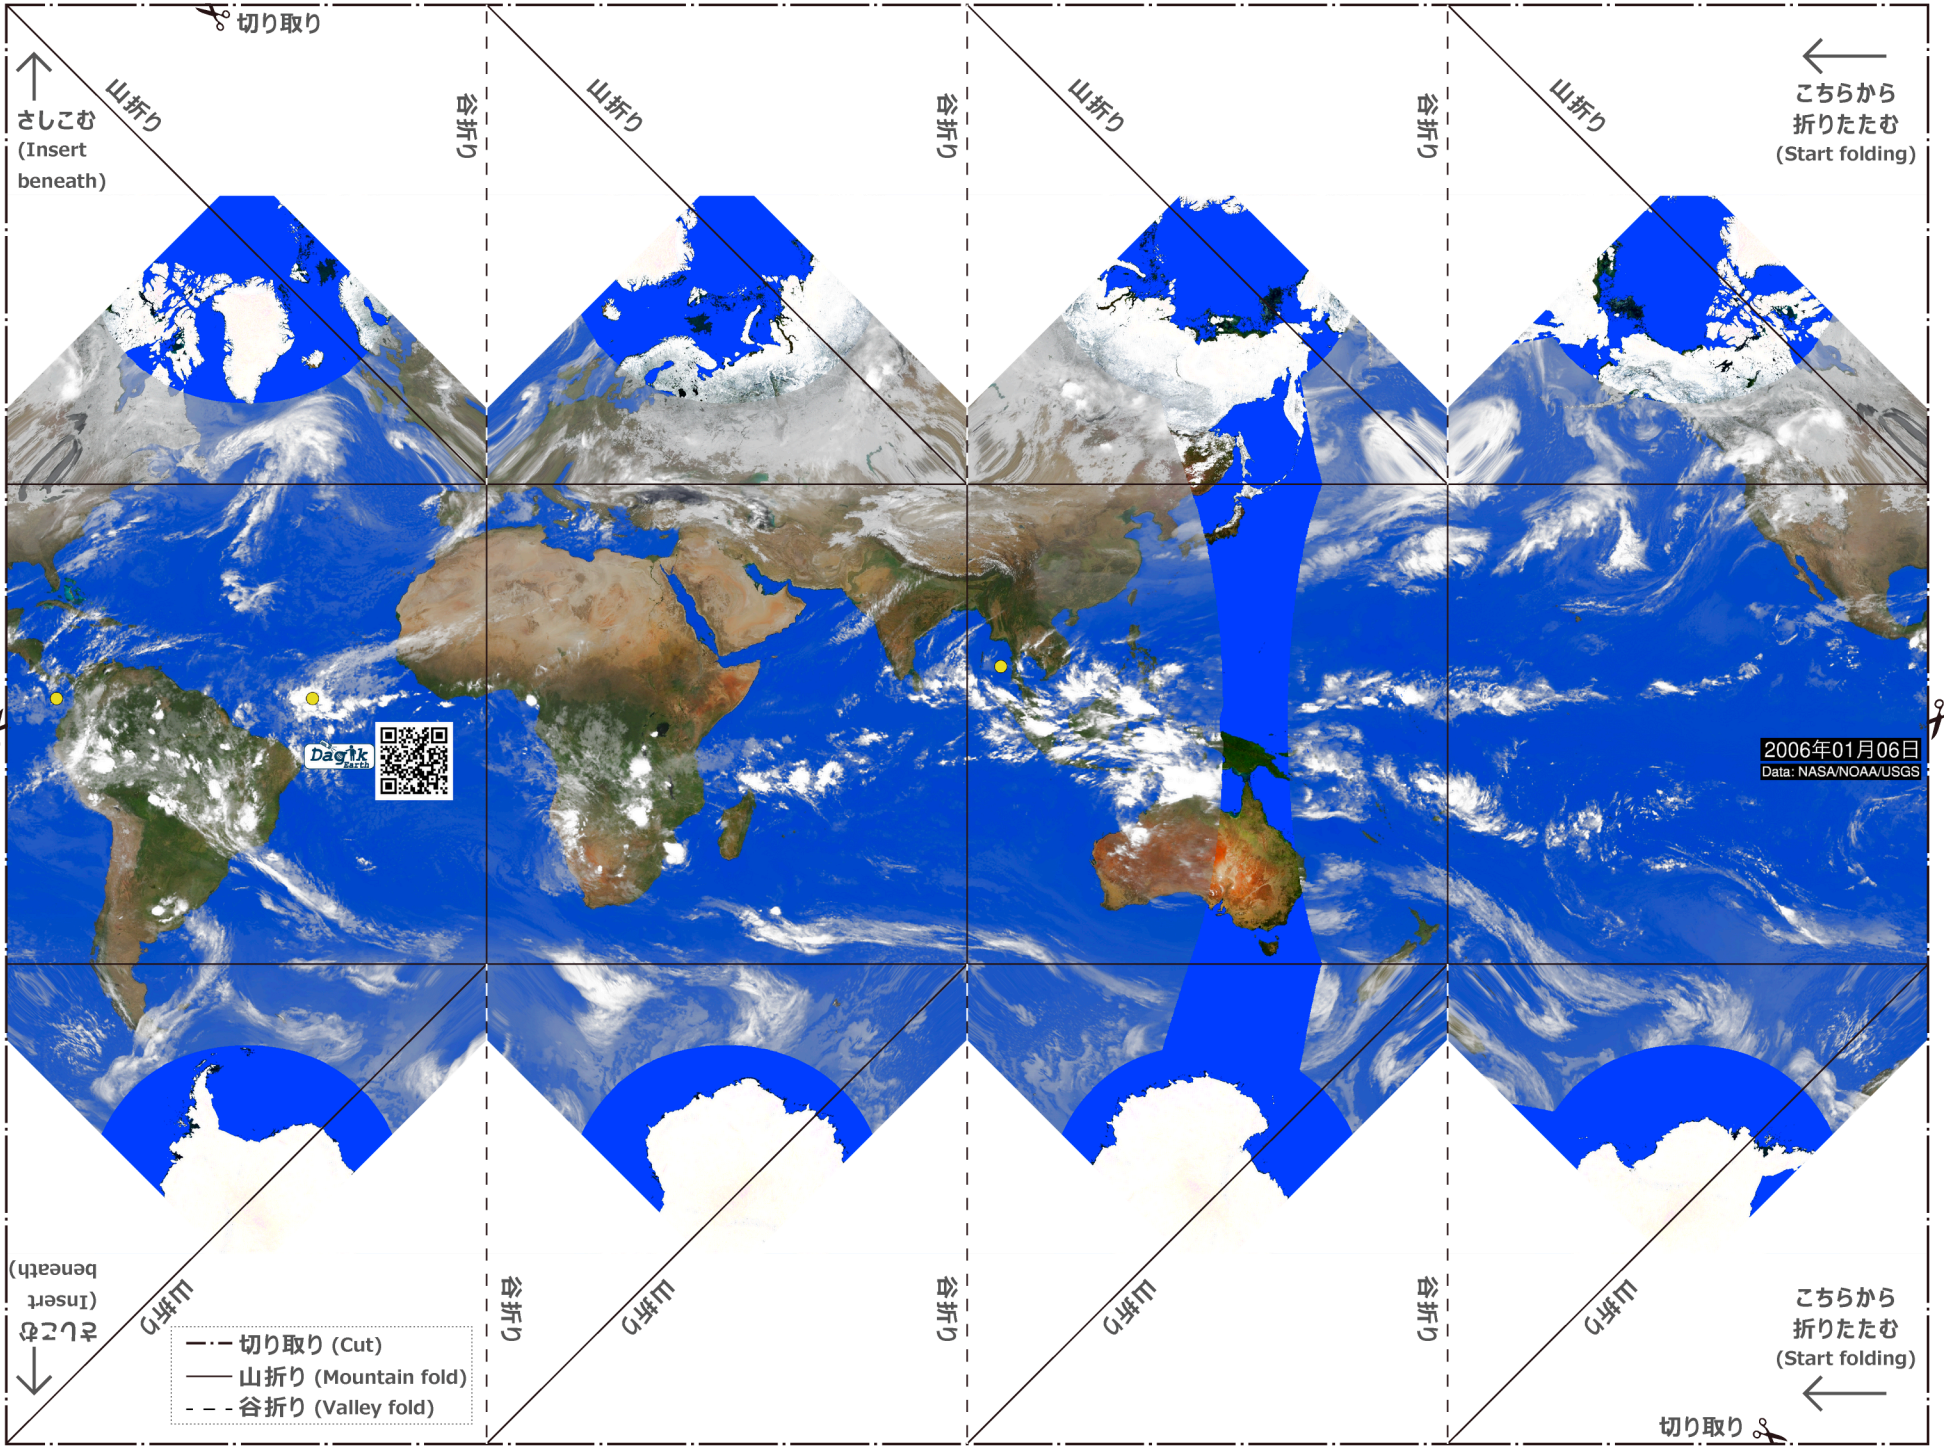 切り取り
山折り
谷折り
山折り
谷折り
山折り
谷折り
山折り
さしこむ
(Insert
beneath)
こちらから
折りたたむ
(Start folding)
Dagik
Earth
2006年01月06日
Data: NASA/NOAA/USGS
さしこむ
(Insert
beneath)
山折り
谷折り
山折り
谷折り
山折り
谷折り
山折り
こちらから
折りたたむ
(Start folding)
切り取り (Cut)
山折り (Mountain fold)
谷折り (Valley fold)
切り取り